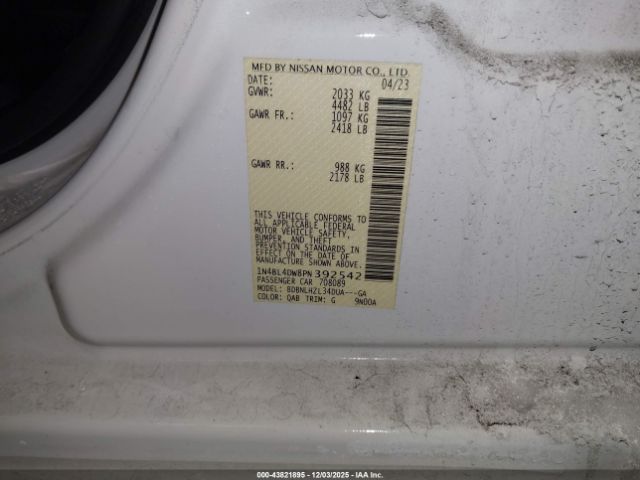 MFD BY NISSAN MOTOR CO., LTD.
DATE: 04/23
GVWR: 2033 KG
4482 LB
GAWR FR.: 1097 KG
2418 LB
GAWR RR.: 988 KG
2178 LB
THIS VEHICLE CONFORMS TO
ALL APPLICABLE FEDERAL
MOTOR VEHICLE SAFETY,
BUMPER, AND THEFT
PREVENTION STANDARDS IN
EFFECT ON THE DATE OF
MANUFACTURE SHOWN ABOVE.
1N4BL4DW8PN392542
PASSENGER CAR 708089
MODEL: BDBNLHZL34DUA---GA
COLOR: QAB TRIM: G 9N00A
000-43821895 - 12/03/2025 - IAA Inc.